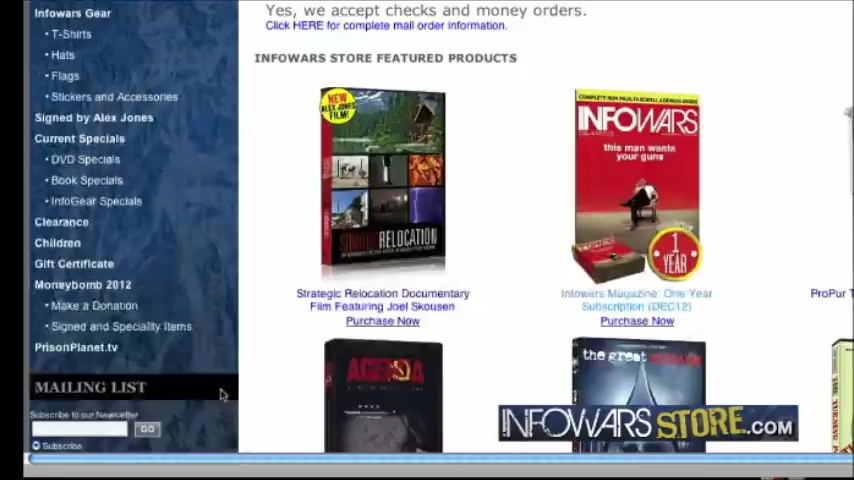 Infowars Gear
• T-Shirts
• Hats
• Flags
• Stickers and Accessories
Signed by Alex Jones
Current Specials
• DVD Specials
• Book Specials
• InfoGear Specials
Clearance
Children
Gift Certificate
Moneybomb 2012
• Make a Donation
• Signed and Speciality Items
PrisonPlanet.tv
MAILING LIST
Subscribe to our Newsletter
GO
Subscribe
Yes, we accept checks and money orders.
Click HERE for complete mail order information.
INFOWARS STORE FEATURED PRODUCTS
NEW
ALEX JONES
FILM!
RELOCATION
Strategic Relocation Documentary
Film Featuring Joel Skousen
Purchase Now
INFOWARS
this man wants
your guns
1
YEAR
Infowars Magazine: One Year
Subscription (DEC12)
Purchase Now
ProPur
AGENDA
the great
INFOWARS STORE.COM